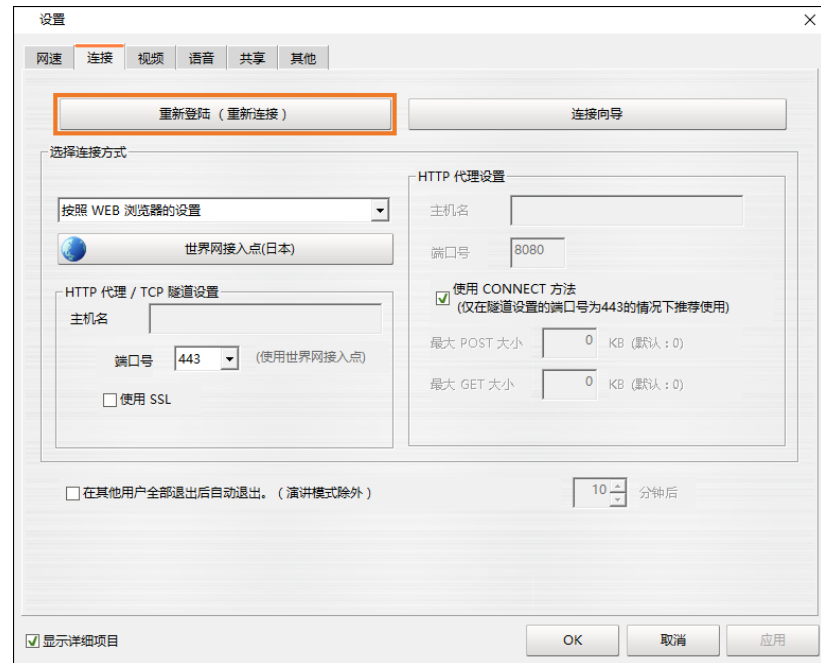 设置
网速 连接 视频 语音 共享 其他
重新登陆（重新连接） 连接向导
选择连接方式
按照 WEB 浏览器的设置
世界网接入点(日本)
HTTP 代理 / TCP 隧道设置
主机名
端口号 443 (使用世界网接入点)
使用 SSL
HTTP 代理设置
主机名
端口号 8080
使用 CONNECT 方法
(仅在隧道设置的端口号为443的情况下推荐使用)
最大 POST 大小 0 KB (默认：0)
最大 GET 大小 0 KB (默认：0)
在其他用户全部退出后自动退出。（演讲模式除外） 10 分钟后
显示详细项目 OK 取消 应用